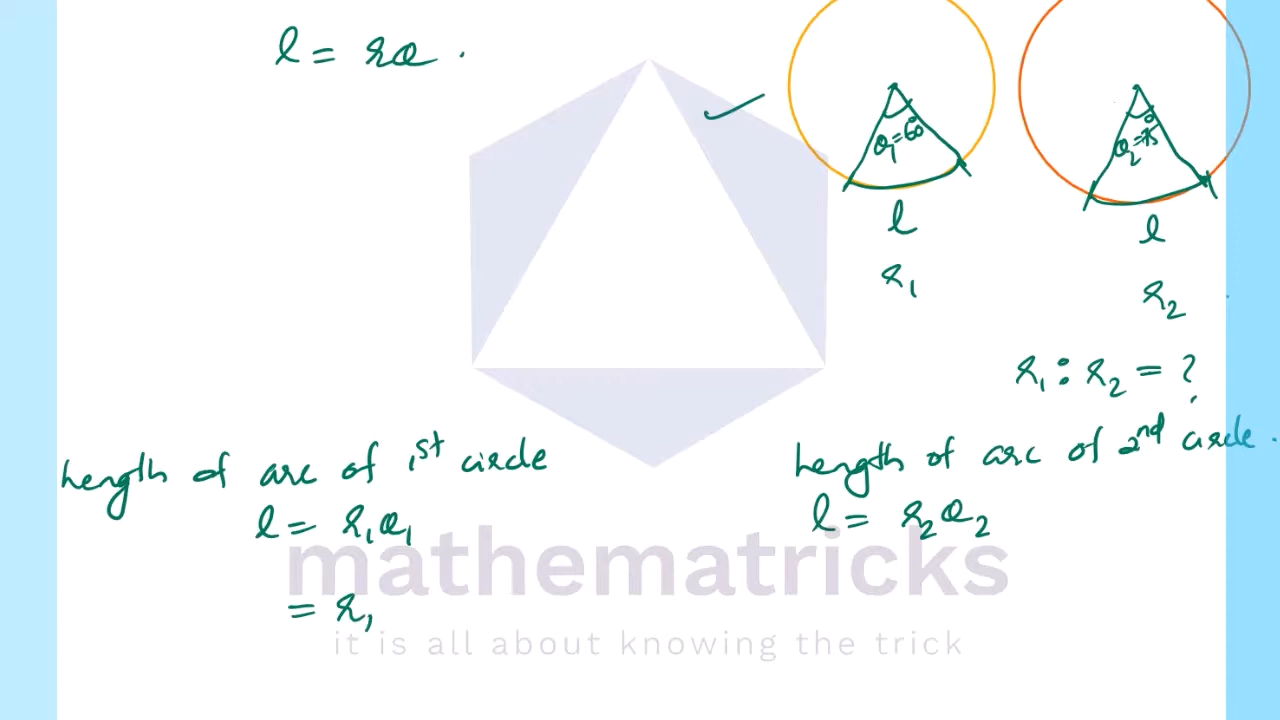 l = rθ .
θ₁ = 60°
θ₂ = 75°
l
l
r₁
r₂
r₁ : r₂ = ?
Length of arc of 1st circle
Length of arc of 2nd circle .
l = r₁θ₁
l = r₂θ₂
mathematricks
= r₁
it is all about knowing the trick